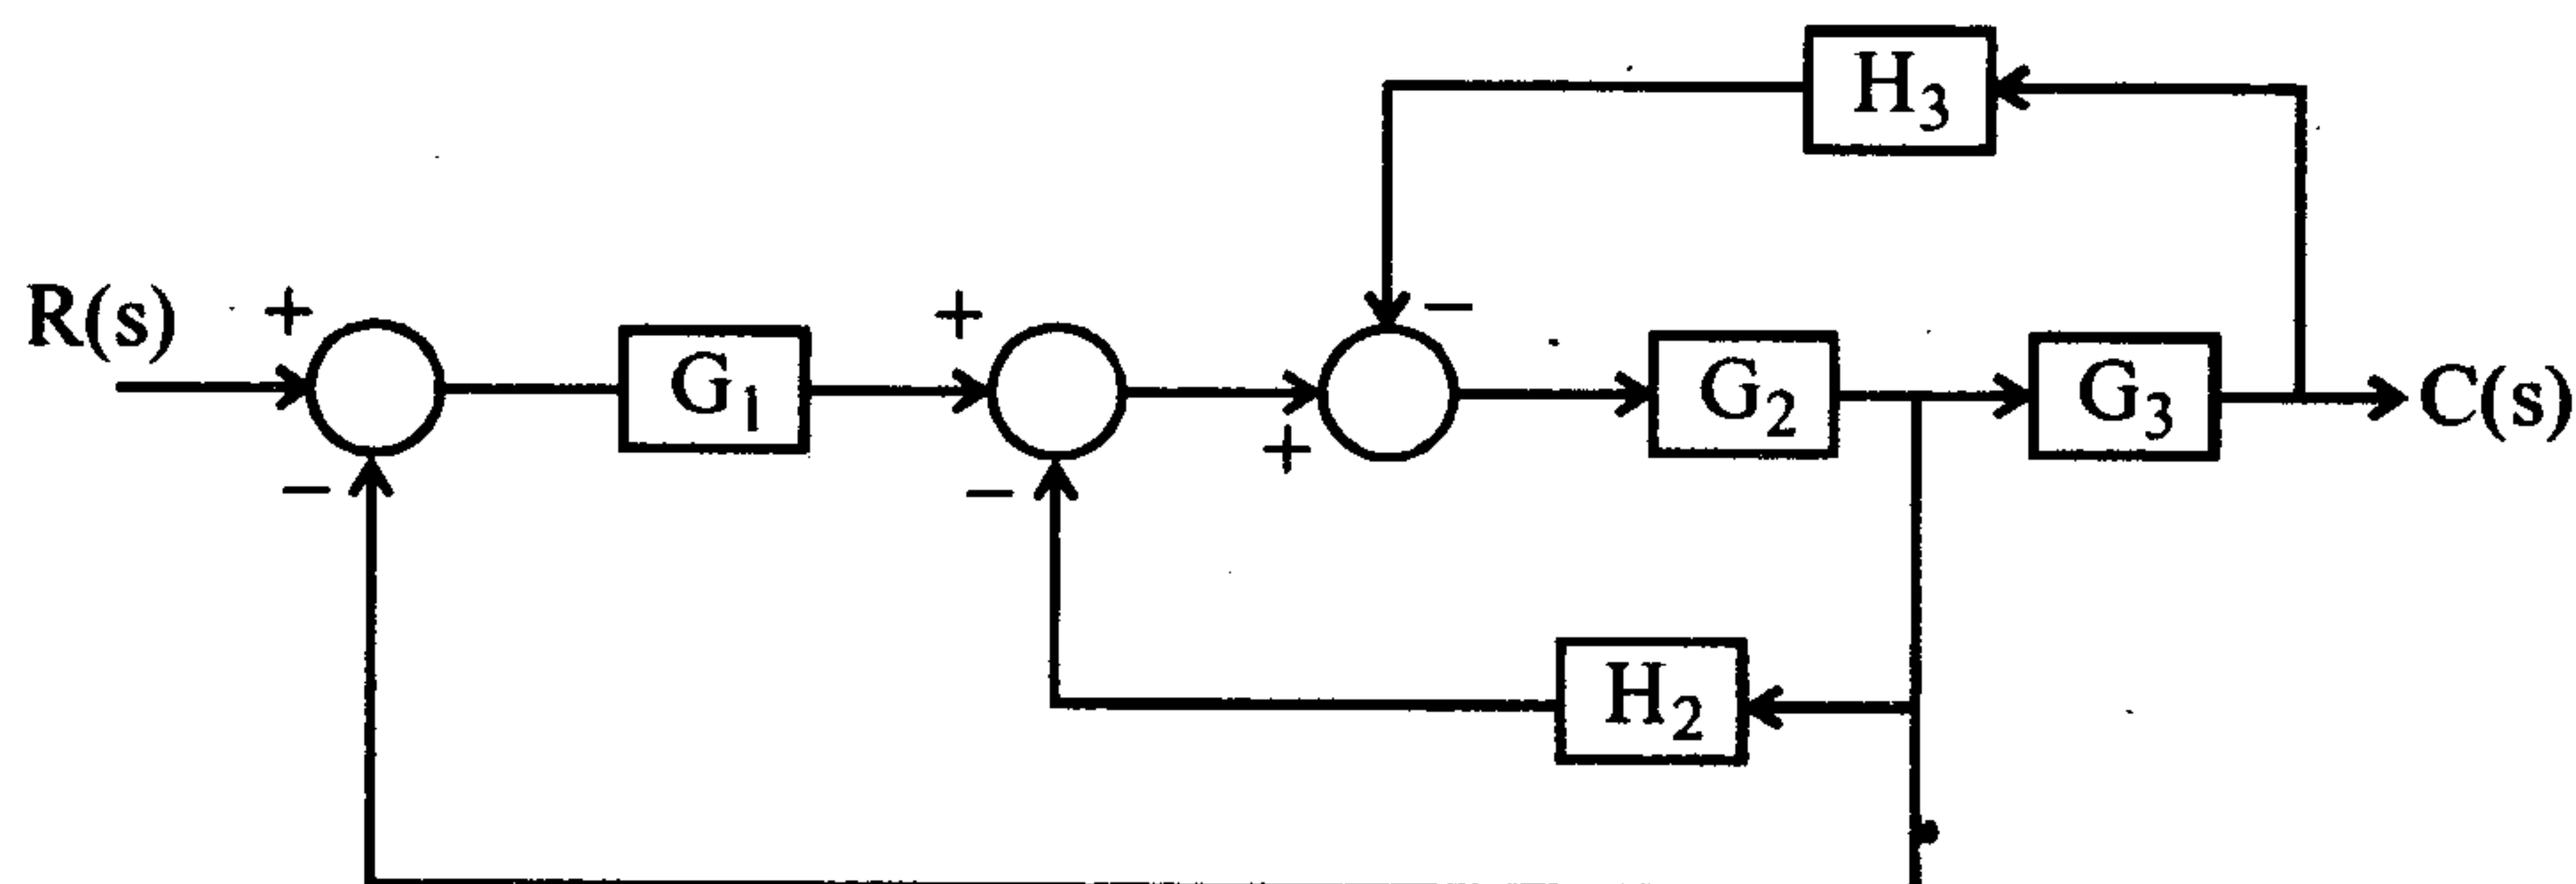 H₃
R(s) + + −
G₁ G₂ G₃ C(s)
− − +
H₂